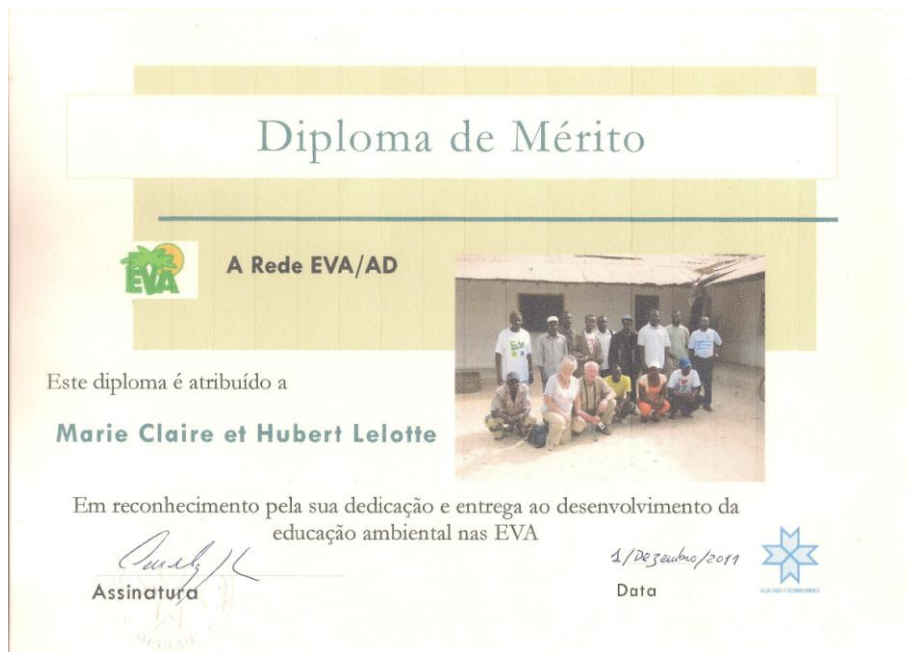 Diploma de Mérito
EVA
A Rede EVA/AD
Este diploma é atribuído a
Marie Claire et Hubert Lelotte
Em reconhecimento pela sua dedicação e entrega ao desenvolvimento da
educação ambiental nas EVA
1/Dezembro/2011
Assinatura
Data